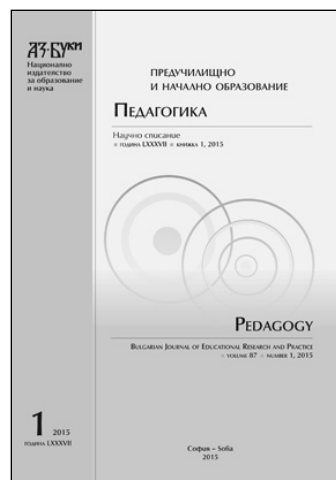 АЗ·БУКИ
Национално
издателство
за образование
и наука
ПРЕДУЧИЛИЩНО
И НАЧАЛНО ОБРАЗОВАНИЕ
ПЕДАГОГИКА
Научно списание
ГОДИНА LXXXVII КНИЖКА 1, 2015
PEDAGOGY
BULGARIAN JOURNAL OF EDUCATIONAL RESEARCH AND PRACTICE
VOLUME 87 NUMBER 1, 2015
1 2015
ГОДИНА LXXXVII
София – Sofia
2015